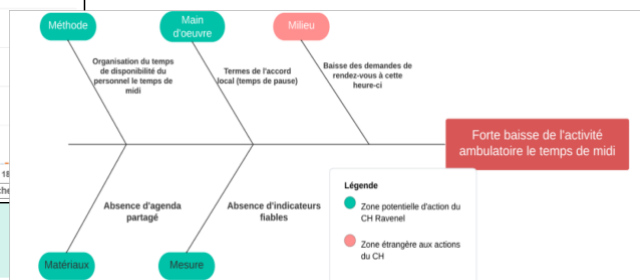 Méthode
Main
d'oeuvre
Milieu
Organisation du temps
de disponibilité du
personnel le temps de
midi
Termes de l'accord
local (temps de pause)
Baisse des demandes de
rendez-vous à cette
heure-ci
Forte baisse de l'activité
ambulatoire le temps de midi
18
che
Absence d'agenda
partagé
Absence d'indicateurs
fiables
Matériaux
Mesure
Légende
Zone potentielle d'action du
CH Ravenel
Zone étrangère aux actions
du CH